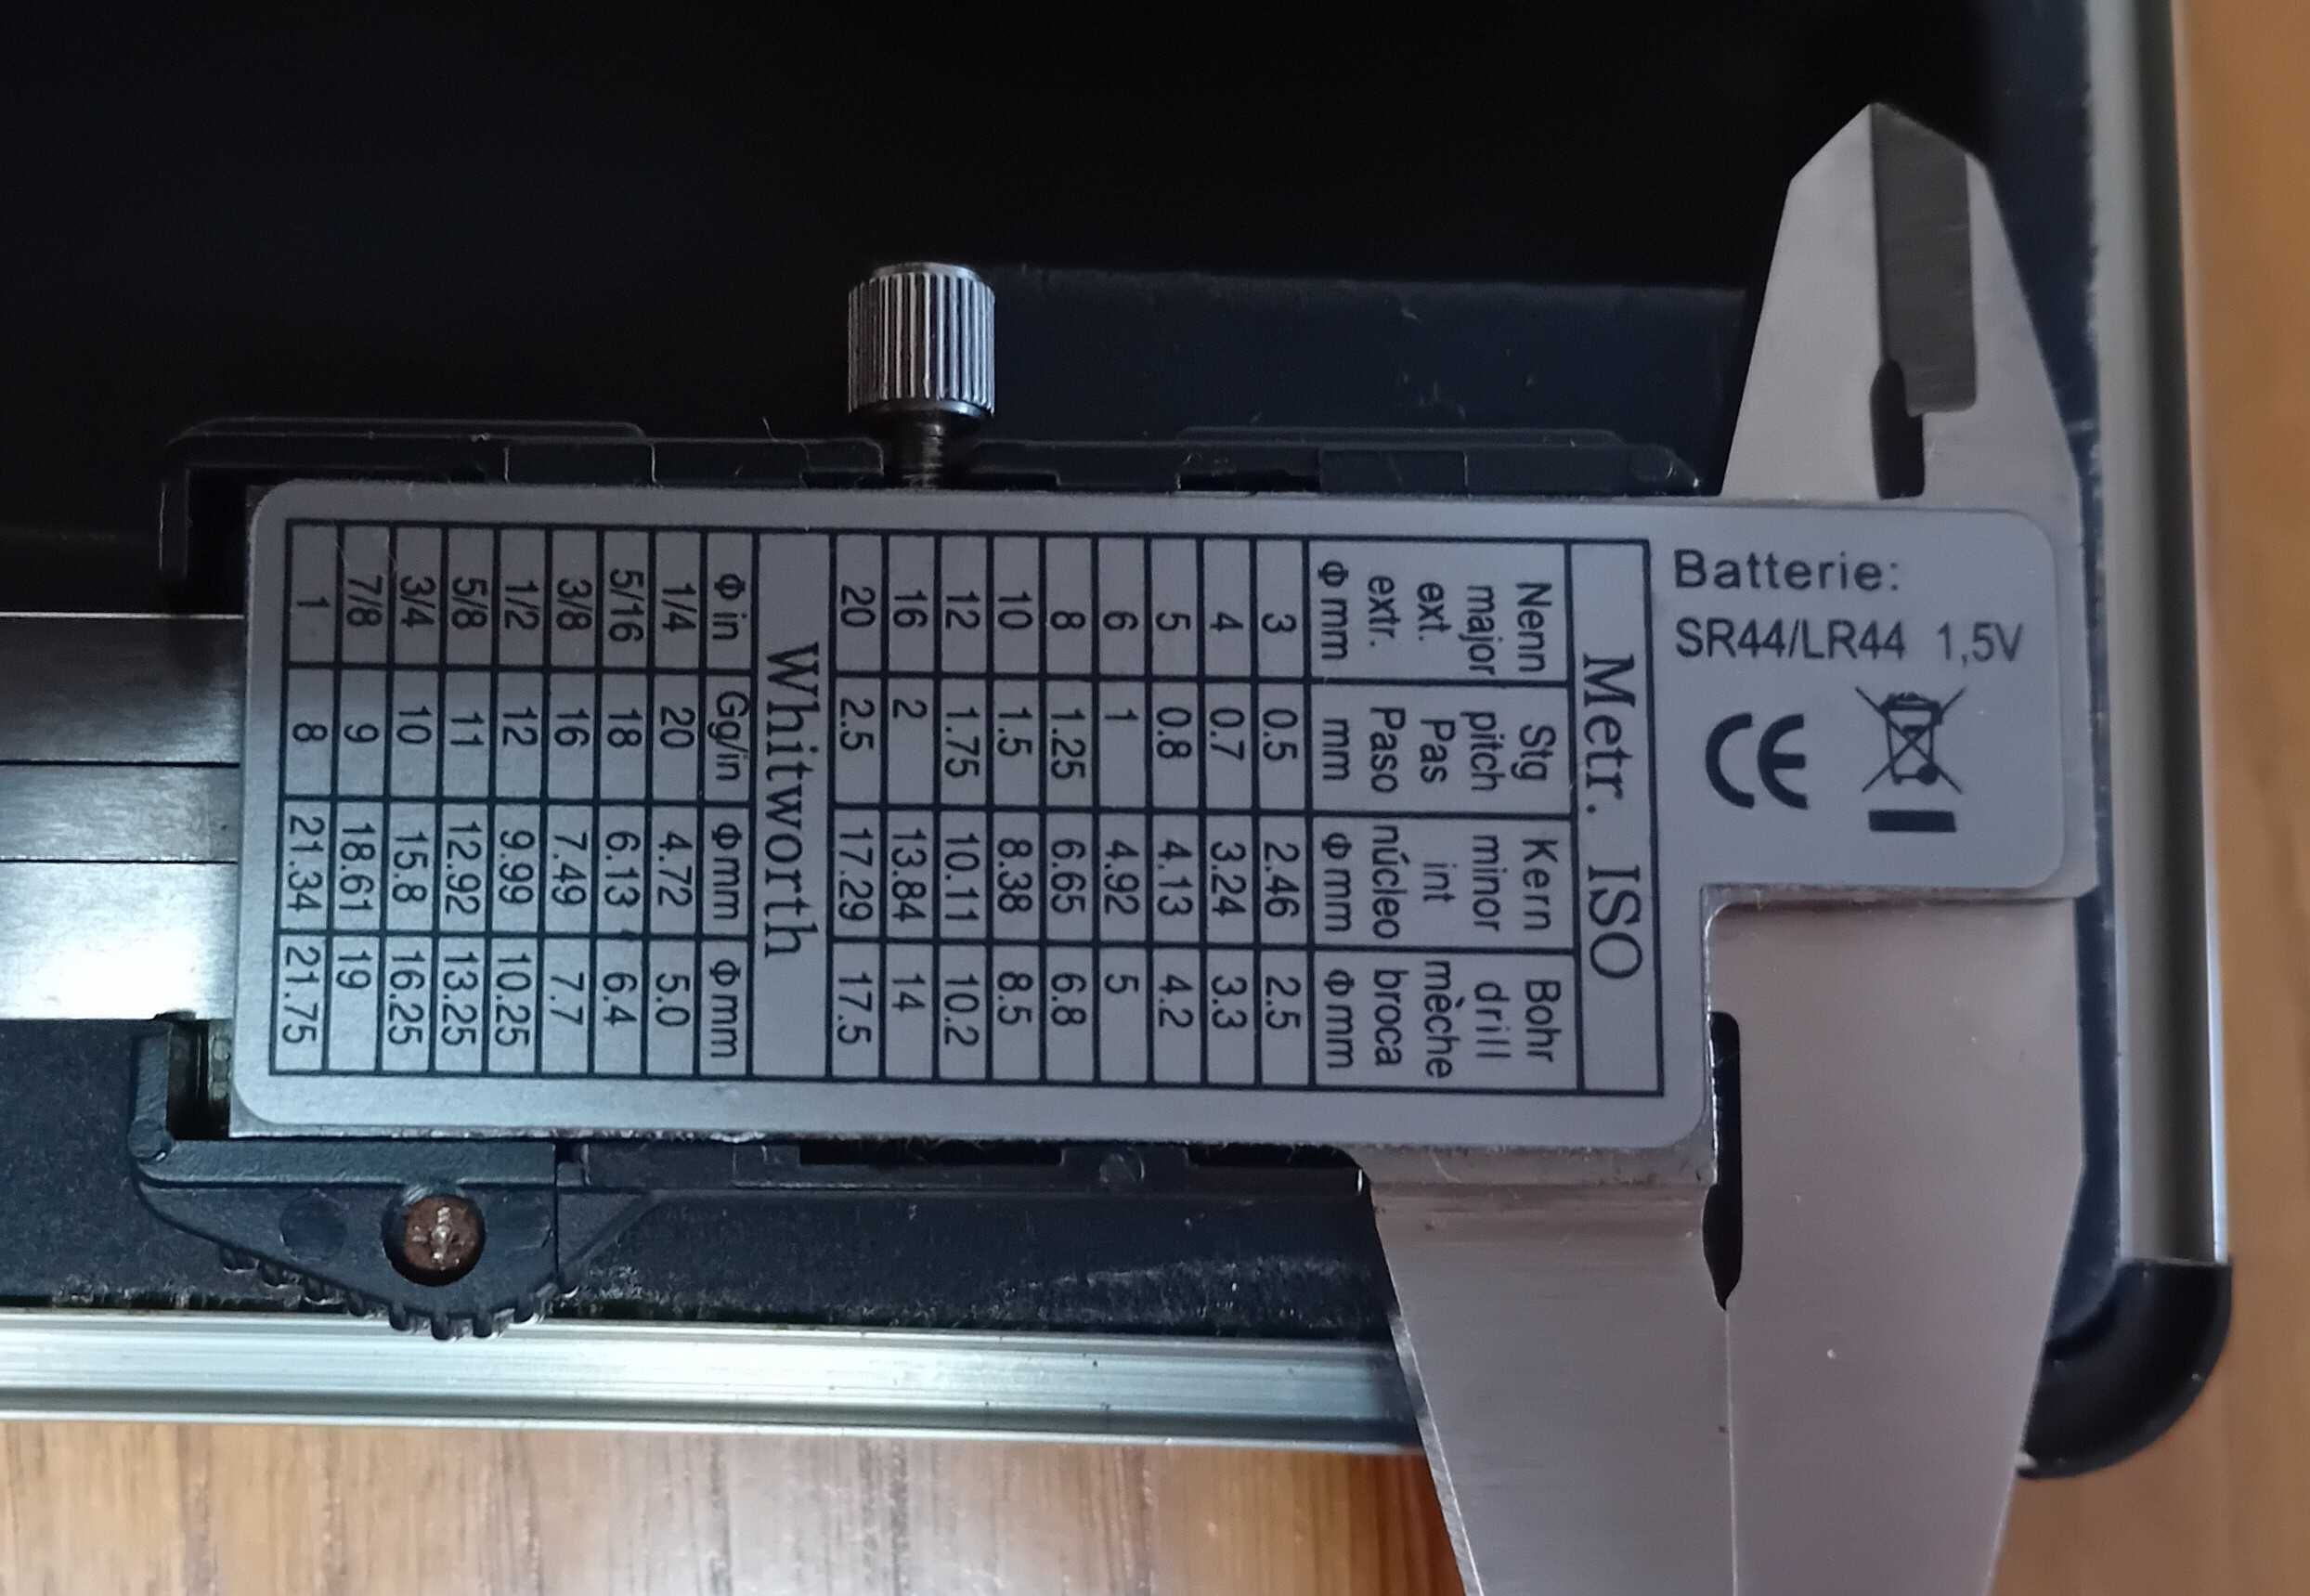 Batterie:
SR44/LR44 1,5V
CE
Metr. ISO
Nenn Stg Kern Bohr
major pitch minor drill
ext. Pas int mèche
extr. Paso núcleo broca
Φ mm mm Φ mm Φ mm
3 0.5 2.46 2.5
4 0.7 3.24 3.3
5 0.8 4.13 4.2
6 1 4.92 5
8 1.25 6.65 6.8
10 1.5 8.38 8.5
12 1.75 10.11 10.2
16 2 13.84 14
20 2.5 17.29 17.5
Whitworth
Φ in Gg/in Φ mm Φ mm
1/4 20 4.72 5.0
5/16 18 6.13 6.4
3/8 16 7.49 7.7
1/2 12 9.99 10.25
5/8 11 12.92 13.25
3/4 10 15.8 16.25
7/8 9 18.61 19
1 8 21.34 21.75